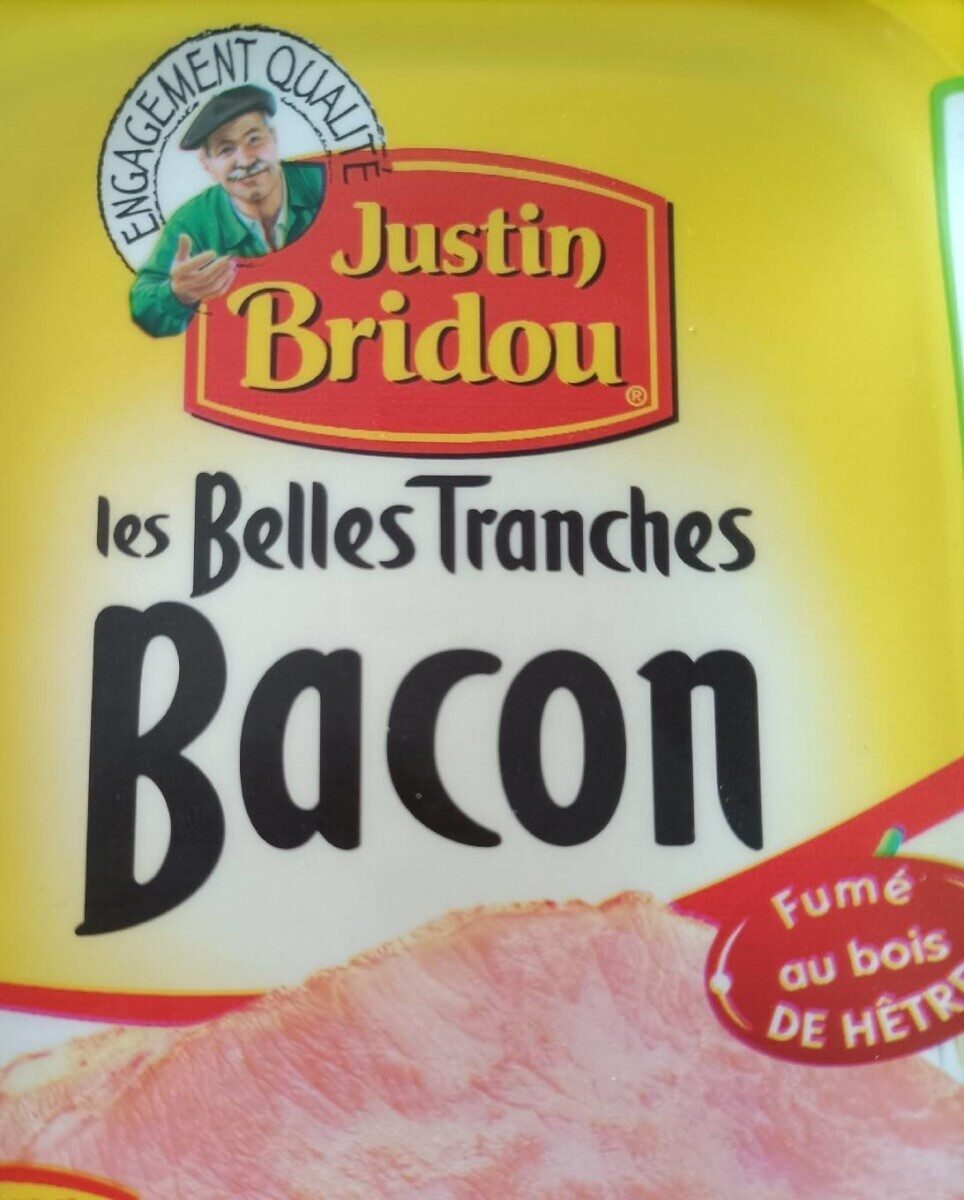 ENGAGEMENT QUALITÉ
Justin
Bridou
®
les Belles Tranches
Bacon
Fumé
au bois
DE HÊTRE